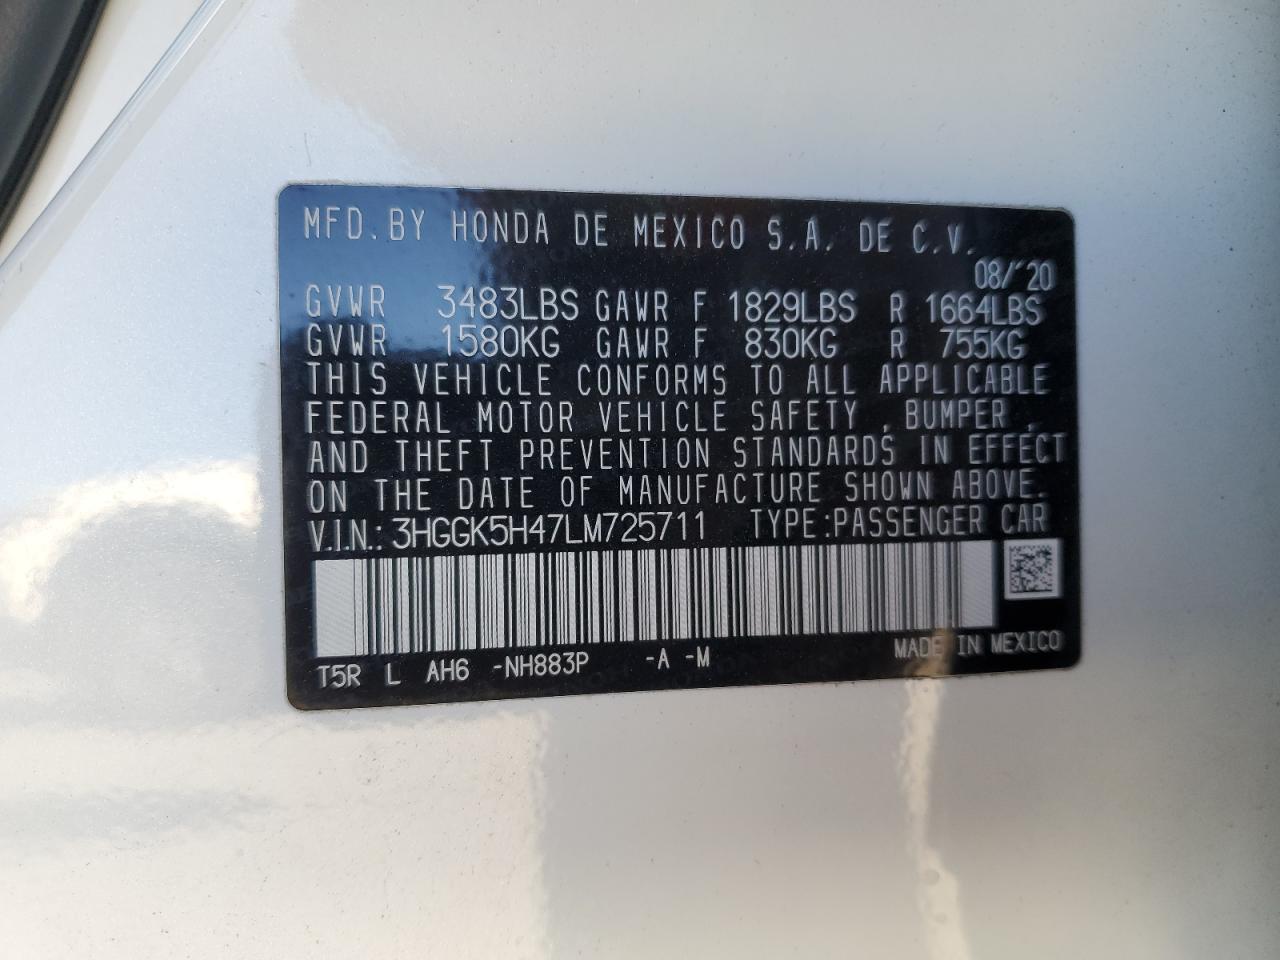 MFD. BY HONDA DE MEXICO S.A. DE C.V.
08/'20
GVWR 3483LBS GAWR F 1829LBS R 1664LBS
GVWR 1580KG GAWR F 830KG R 755KG
THIS VEHICLE CONFORMS TO ALL APPLICABLE
FEDERAL MOTOR VEHICLE SAFETY , BUMPER ,
AND THEFT PREVENTION STANDARDS IN EFFECT
ON THE DATE OF MANUFACTURE SHOWN ABOVE.
V.I.N.: 3HGGK5H47LM725711 TYPE:PASSENGER CAR
T5R L AH6 -NH883P -A -M MADE IN MEXICO